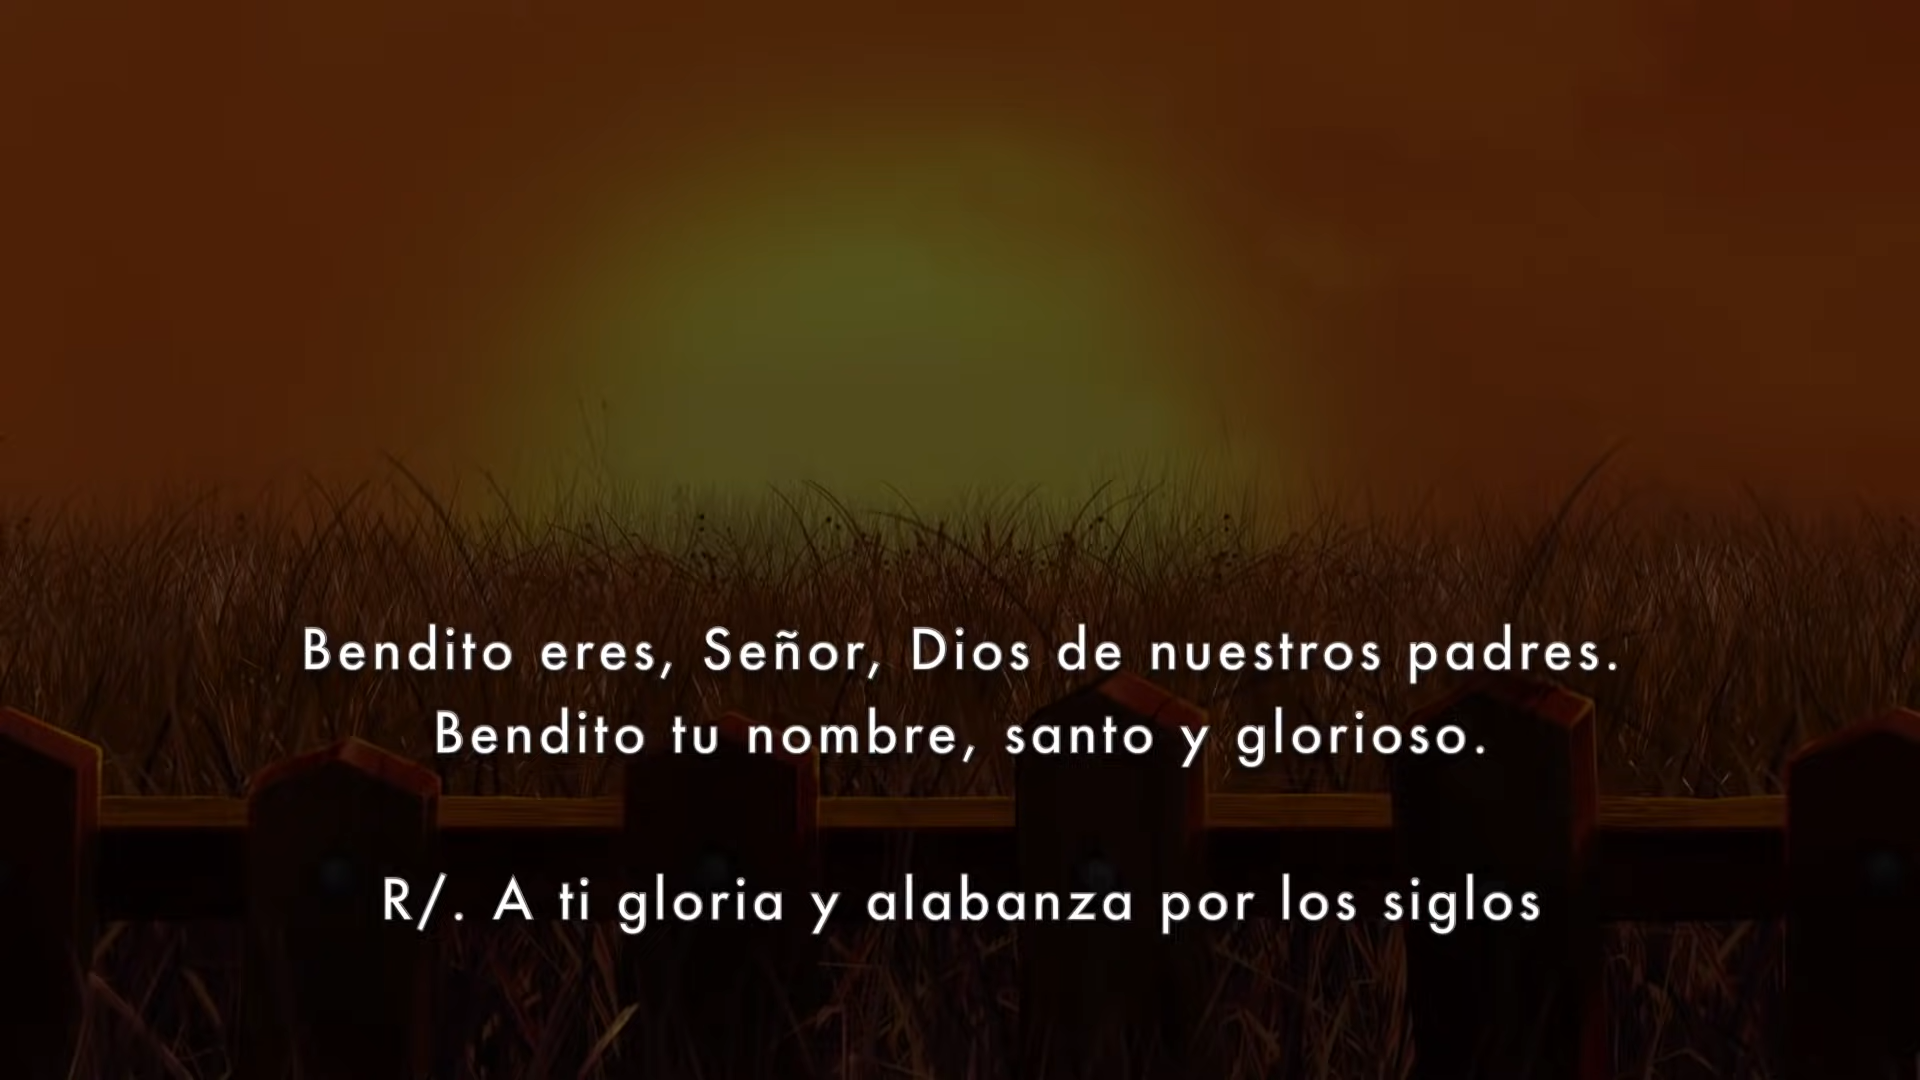 Bendito eres, Señor, Dios de nuestros padres.
Bendito tu nombre, santo y glorioso.
R/. A ti gloria y alabanza por los siglos